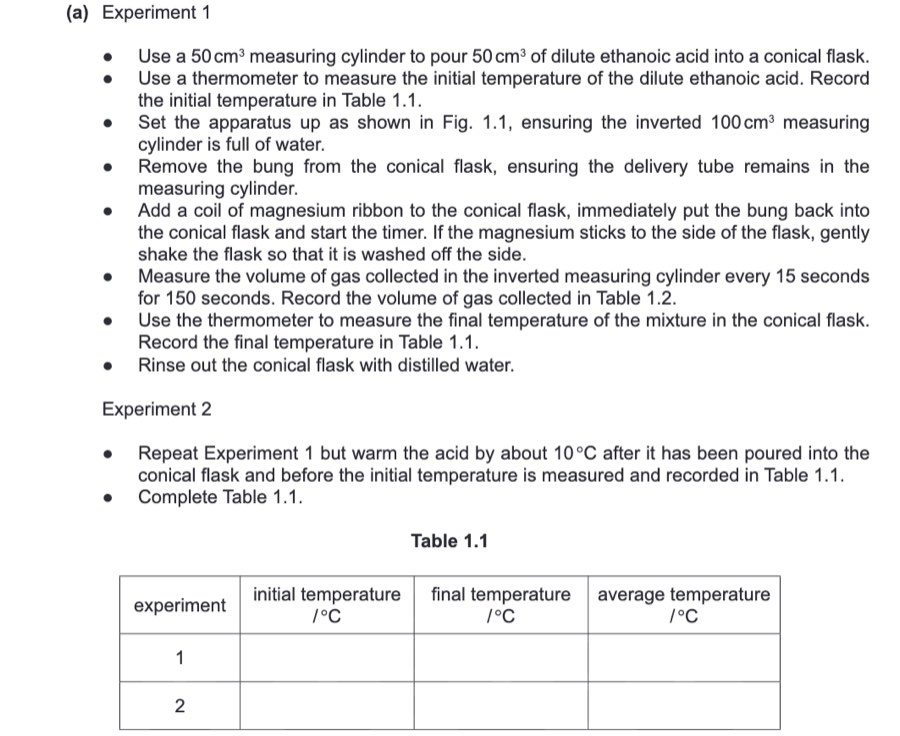 (a) Experiment 1
• Use a 50 cm³ measuring cylinder to pour 50 cm³ of dilute ethanoic acid into a conical flask.
• Use a thermometer to measure the initial temperature of the dilute ethanoic acid. Record
the initial temperature in Table 1.1.
• Set the apparatus up as shown in Fig. 1.1, ensuring the inverted 100 cm³ measuring
cylinder is full of water.
• Remove the bung from the conical flask, ensuring the delivery tube remains in the
measuring cylinder.
• Add a coil of magnesium ribbon to the conical flask, immediately put the bung back into
the conical flask and start the timer. If the magnesium sticks to the side of the flask, gently
shake the flask so that it is washed off the side.
• Measure the volume of gas collected in the inverted measuring cylinder every 15 seconds
for 150 seconds. Record the volume of gas collected in Table 1.2.
• Use the thermometer to measure the final temperature of the mixture in the conical flask.
Record the final temperature in Table 1.1.
• Rinse out the conical flask with distilled water.
Experiment 2
• Repeat Experiment 1 but warm the acid by about 10 °C after it has been poured into the
conical flask and before the initial temperature is measured and recorded in Table 1.1.
• Complete Table 1.1.
Table 1.1
experiment initial temperature final temperature average temperature
/°C /°C /°C
1
2